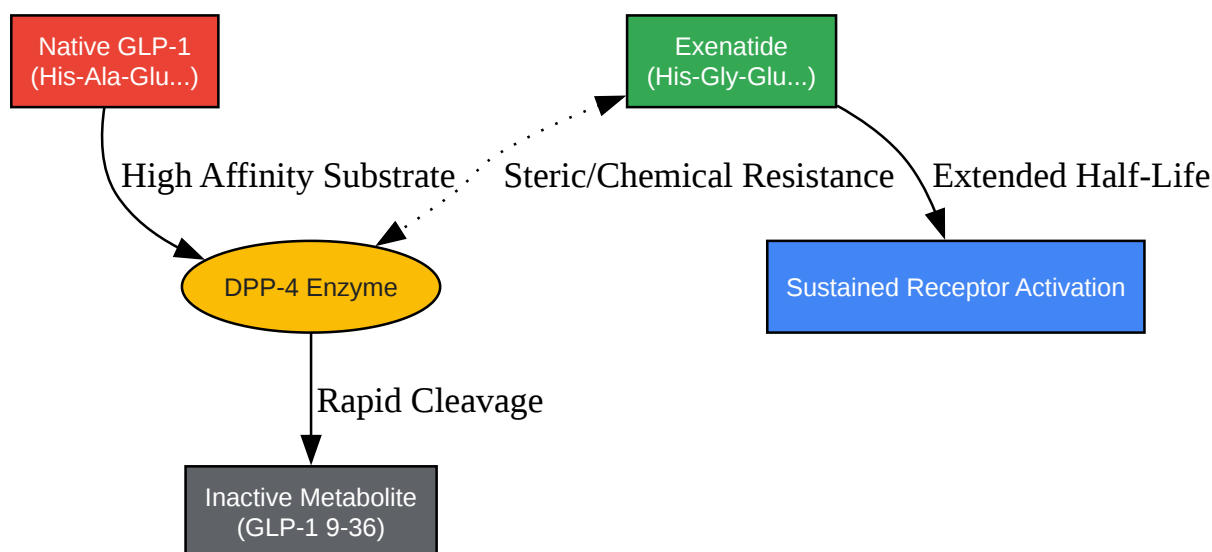 Native GLP-1
(His-Ala-Glu...)
Exenatide
(His-Gly-Glu...)
High Affinity Substrate
Steric/Chemical Resistance
Extended Half-Life
DPP-4 Enzyme
Sustained Receptor Activation
Rapid Cleavage
Inactive Metabolite
(GLP-1 9-36)